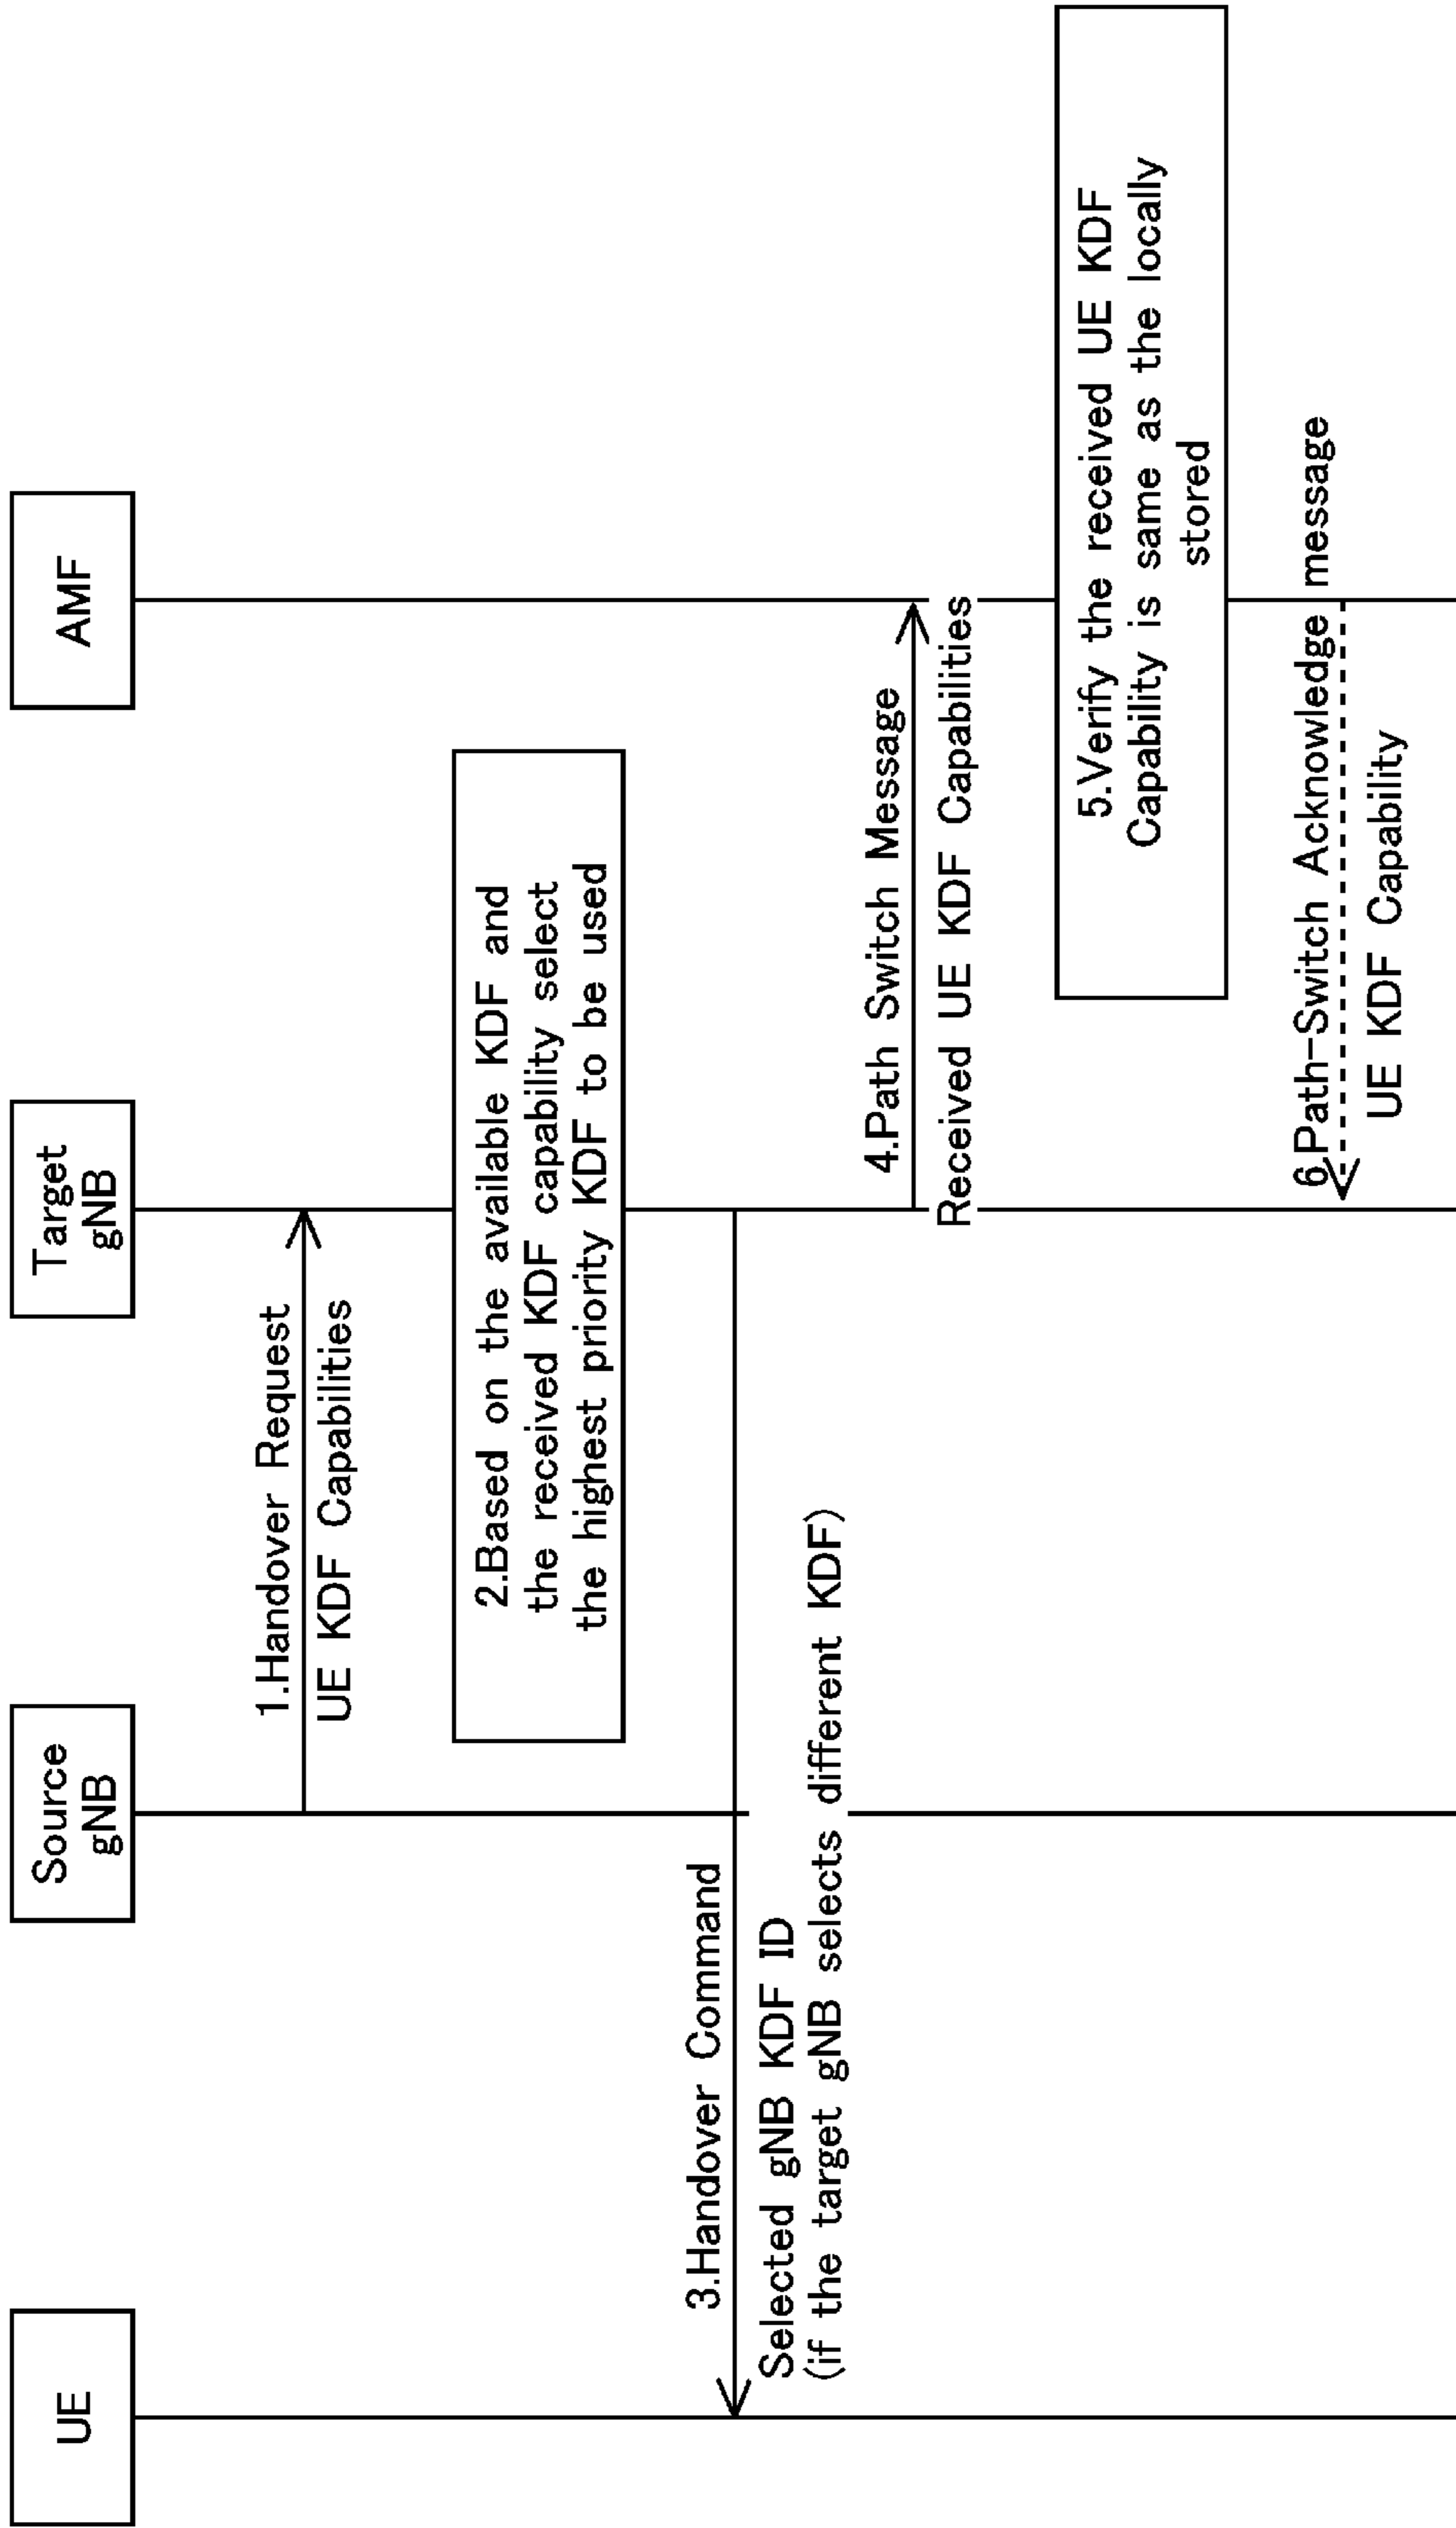 UE
Source
gNB
Target
gNB
AMF
1.Handover Request
UE KDF Capabilities
2.Based on the available KDF and
the received KDF capability select
the highest priority KDF to be used
3.Handover Command
Selected gNB KDF ID
(if the target gNB selects different KDF)
4.Path Switch Message
Received UE KDF Capabilities
5.Verify the received UE KDF
Capability is same as the locally
stored
6.Path-Switch Acknowledge message
UE KDF Capability